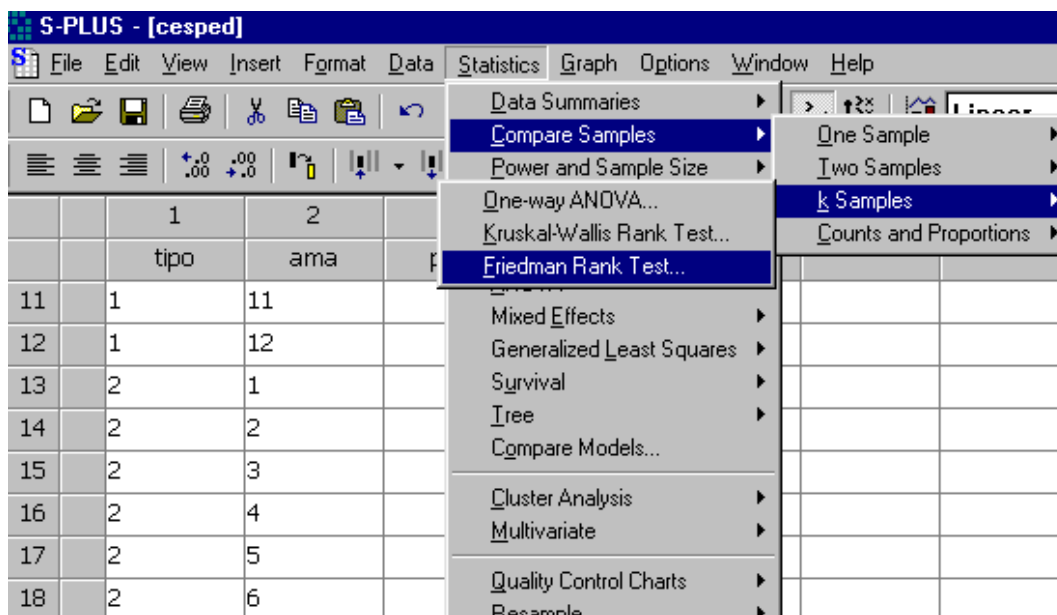 S-PLUS - [cesped]
File Edit View Insert Format Data Statistics Graph Options Window Help
Data Summaries
Compare Samples
Power and Sample Size
One Sample
Two Samples
k Samples
Counts and Proportions
One-way ANOVA...
Kruskal-Wallis Rank Test...
Friedman Rank Test...
Mixed Effects
Generalized Least Squares
Survival
Tree
Compare Models...
Cluster Analysis
Multivariate
Quality Control Charts
Resample
1 2
tipo ama
11 1 11
12 1 12
13 2 1
14 2 2
15 2 3
16 2 4
17 2 5
18 2 6